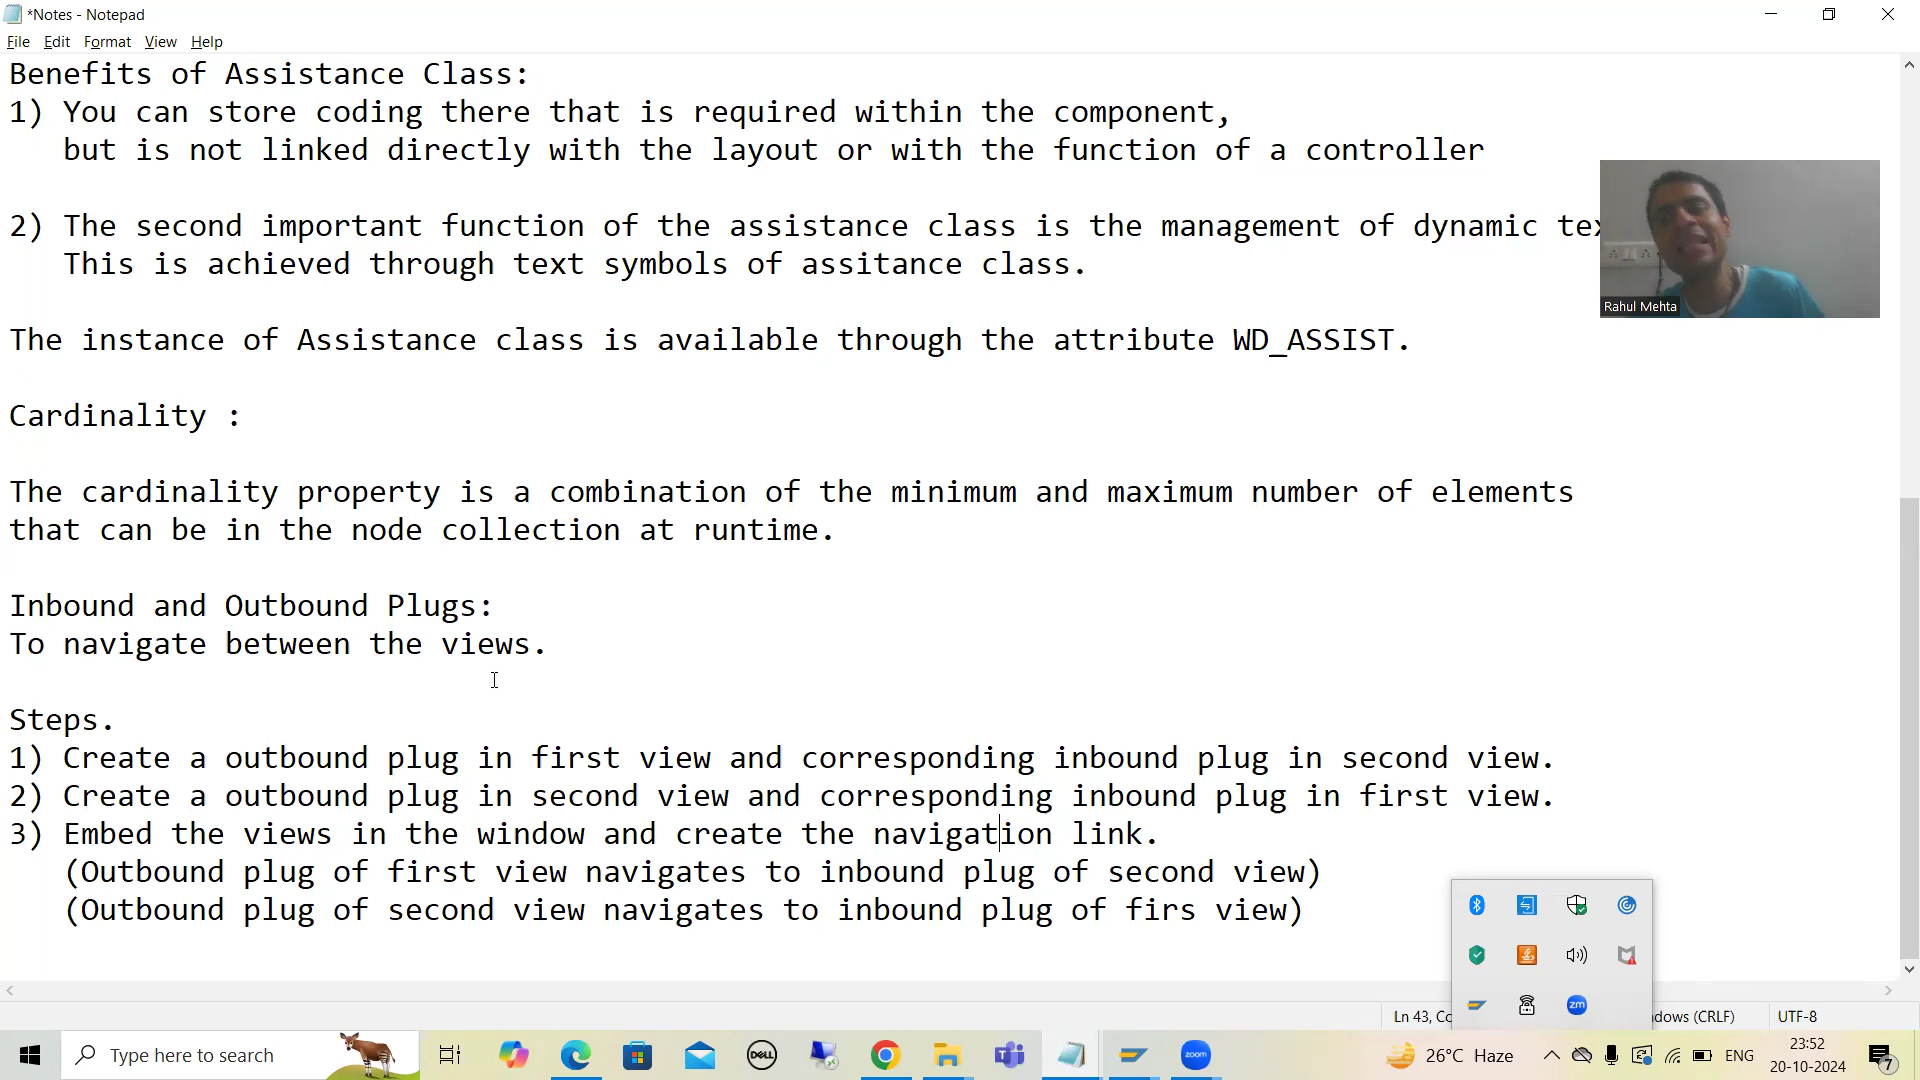 *Notes - Notepad
File Edit Format View Help
Benefits of Assistance Class:
1) You can store coding there that is required within the component,
but is not linked directly with the layout or with the function of a controller
2) The second important function of the assistance class is the management of dynamic
This is achieved through text symbols of assitance class.
Rahul Mehta
The instance of Assistance class is available through the attribute WD_ASSIST.
Cardinality :
The cardinality property is a combination of the minimum and maximum number of elements
that can be in the node collection at runtime.
Inbound and Outbound Plugs:
To navigate between the views.
Steps.
1) Create a outbound plug in first view and corresponding inbound plug in second view.
2) Create a outbound plug in second view and corresponding inbound plug in first view.
3) Embed the views in the window and create the navigation link.
(Outbound plug of first view navigates to inbound plug of second view)
(Outbound plug of second view navigates to inbound plug of firs view)
zm
Ln 43, Co
dows (CRLF)
UTF-8
Type here to search
DELL
zoom
26°C Haze
ENG
23:52
20-10-2024
7